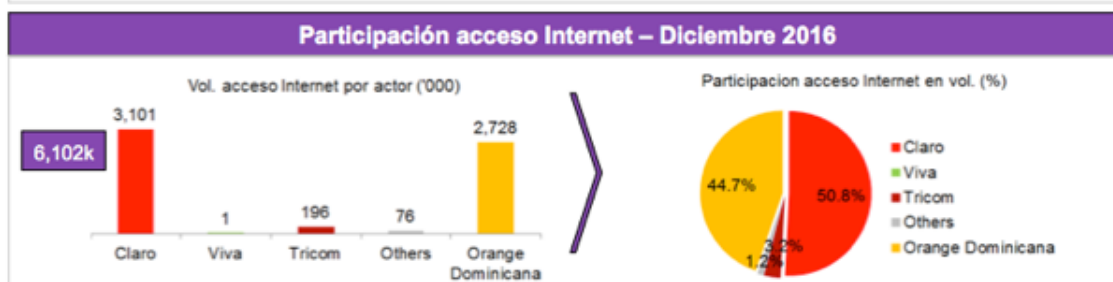 Participación acceso Internet – Diciembre 2016
Vol. acceso Internet por actor ('000)
6,102k
3,101
1
196
76
2,728
Claro
Viva
Tricom
Others
Orange
Dominicana
Participacion acceso Internet en vol. (%)
44.7%
50.8%
3.2%
1.2%
Claro
Viva
Tricom
Others
Orange Dominicana